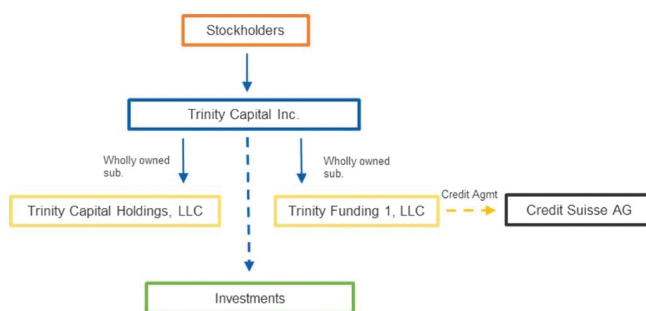 Stockholders
Trinity Capital Inc.
Wholly owned
sub.
Wholly owned
sub.
Trinity Capital Holdings, LLC
Trinity Funding 1, LLC
Credit Agmt
Credit Suisse AG
Investments